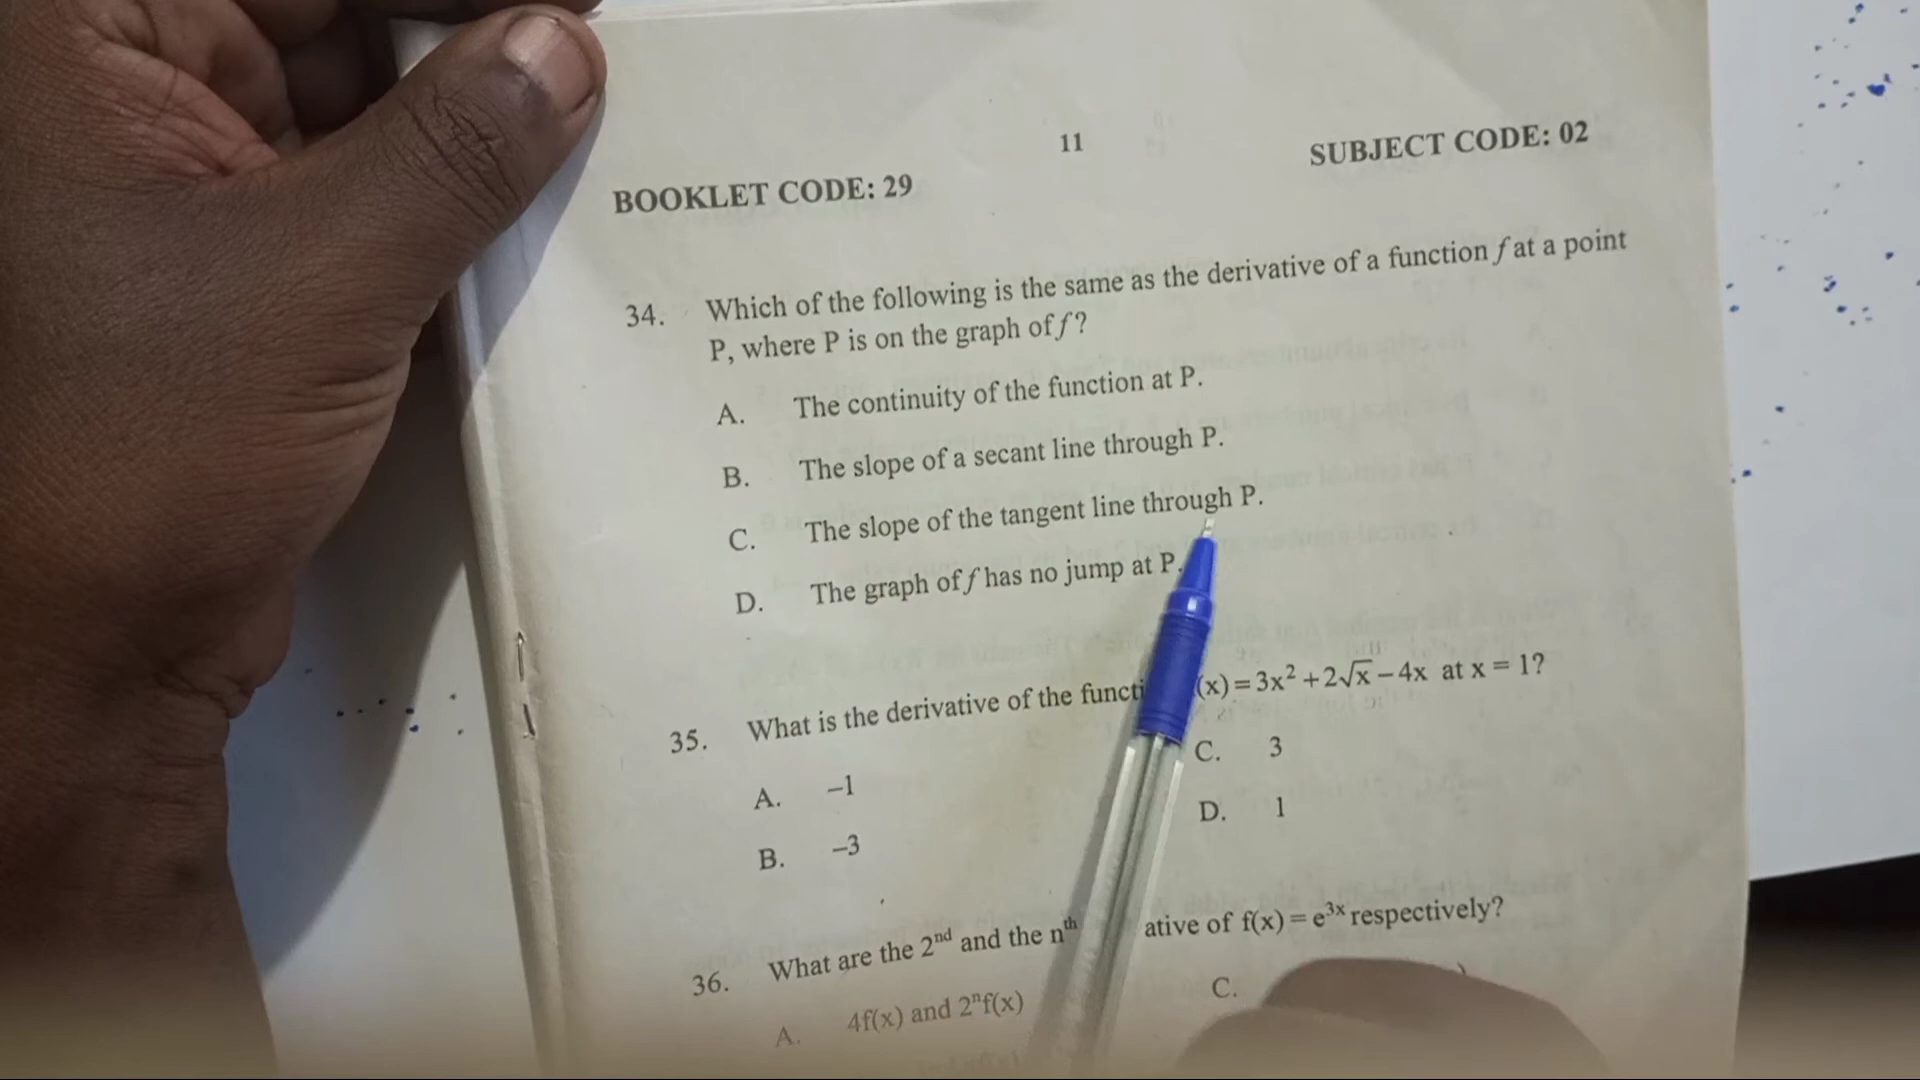 11
SUBJECT CODE: 02
BOOKLET CODE: 29
34. Which of the following is the same as the derivative of a function f at a point
P, where P is on the graph of f ?
A. The continuity of the function at P.
B. The slope of a secant line through P.
C. The slope of the tangent line through P.
D. The graph of f has no jump at P.
35. What is the derivative of the functi (x) = 3x² + 2√x – 4x at x = 1?
A. –1
C. 3
B. –3
D. 1
36. What are the 2ⁿᵈ and the nᵗʰ ative of f(x) = e³ˣ respectively?
A. 4f(x) and 2ⁿf(x)
C.